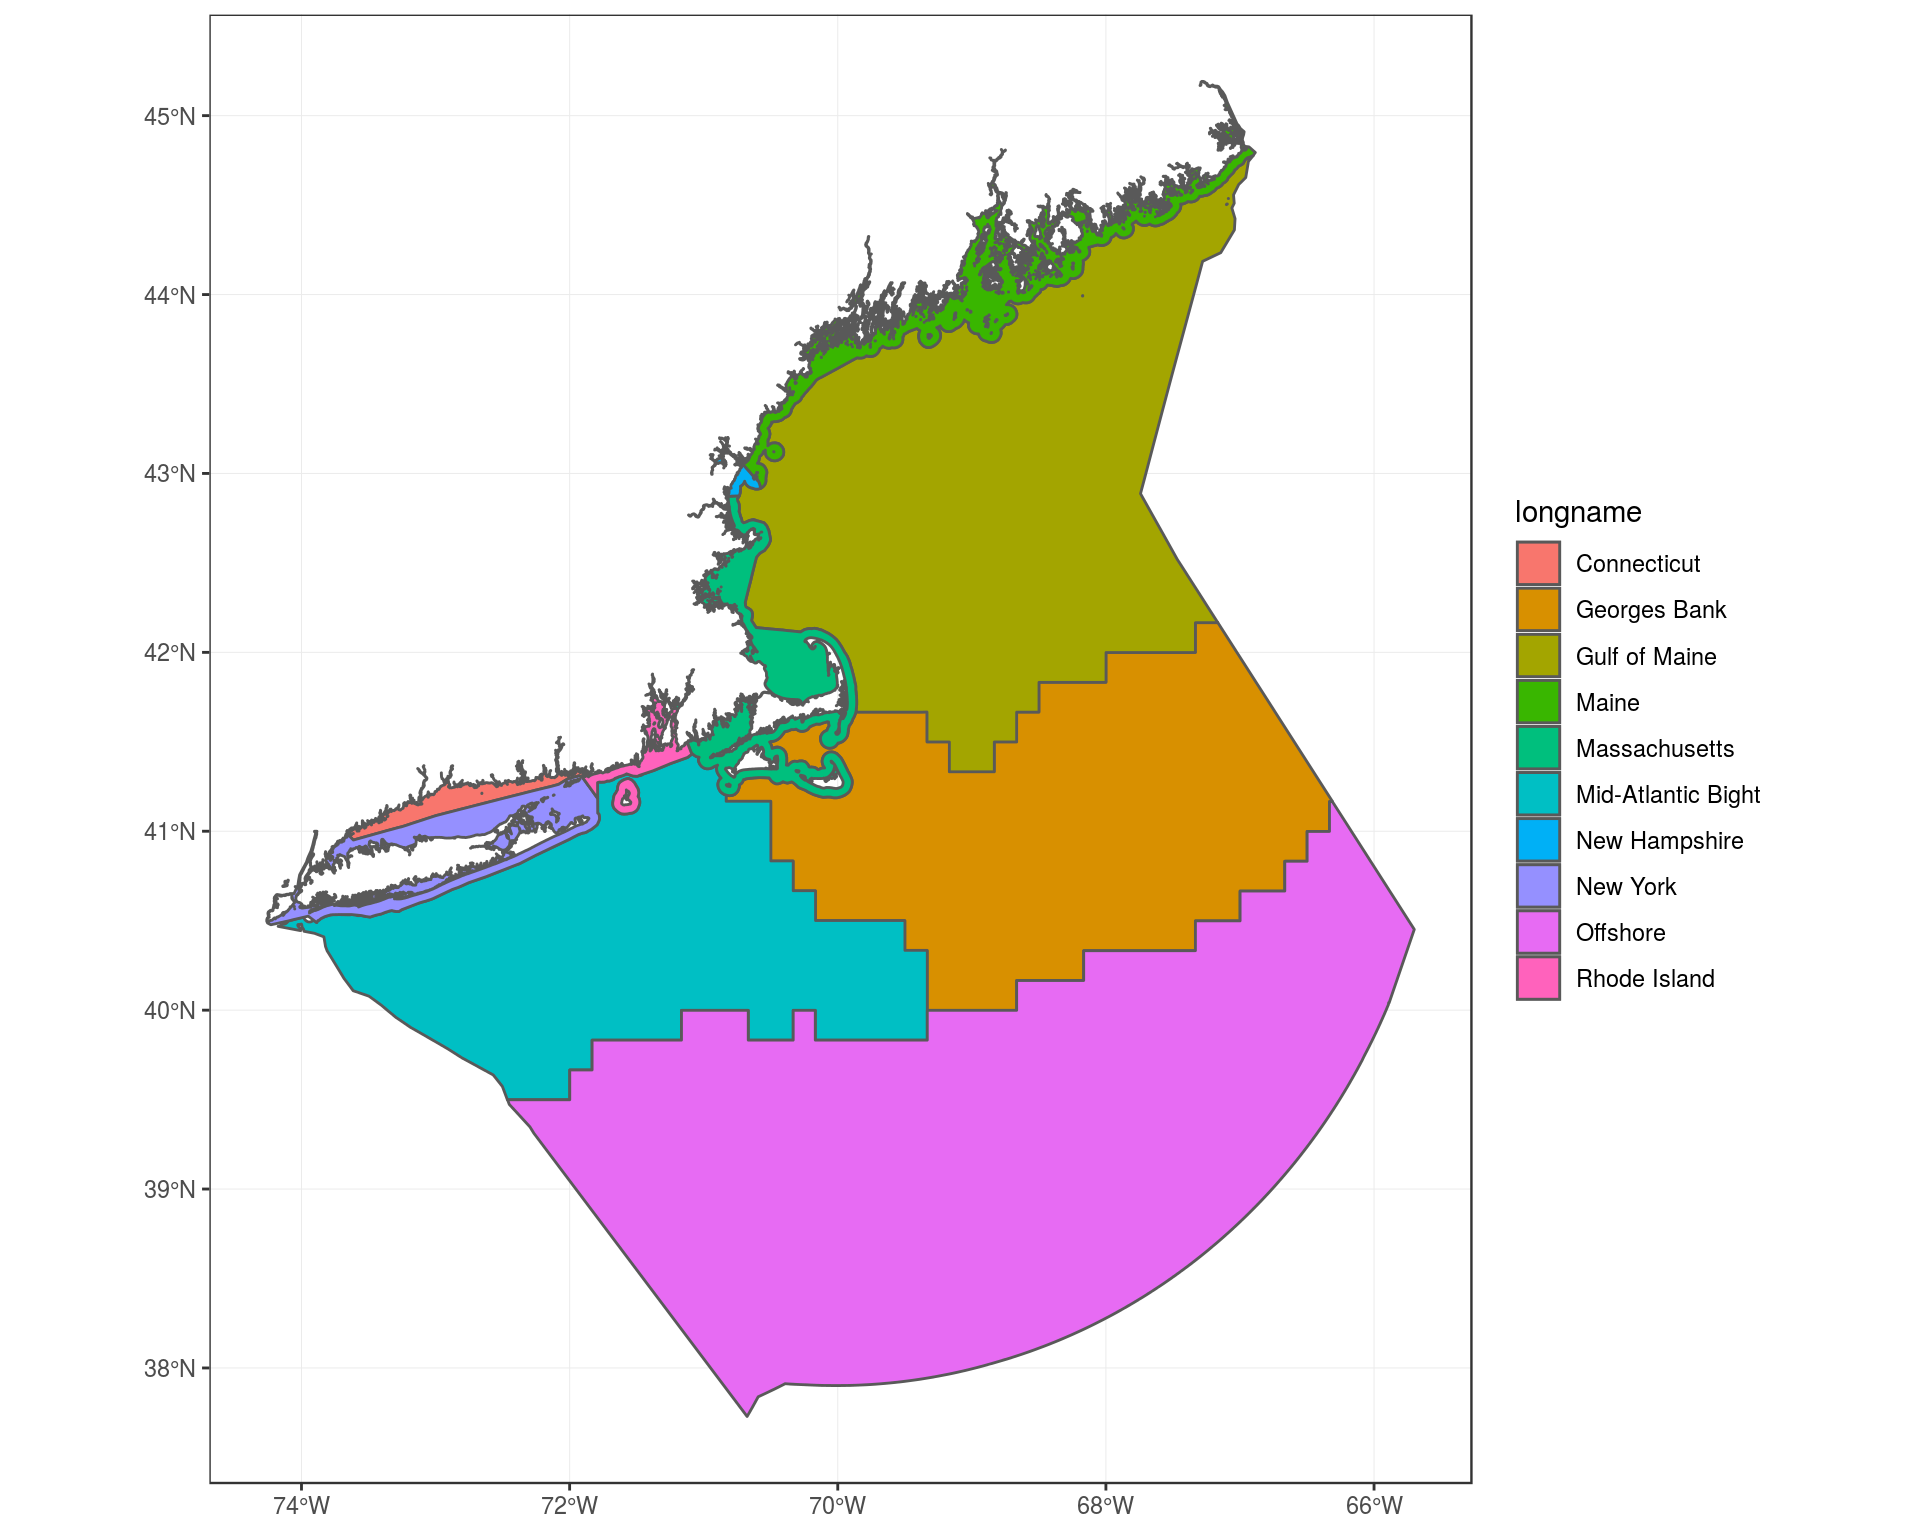 45°N
44°N
43°N
42°N
41°N
40°N
39°N
38°N
74°W
72°W
70°W
68°W
66°W
longname
Connecticut
Georges Bank
Gulf of Maine
Maine
Massachusetts
Mid-Atlantic Bight
New Hampshire
New York
Offshore
Rhode Island